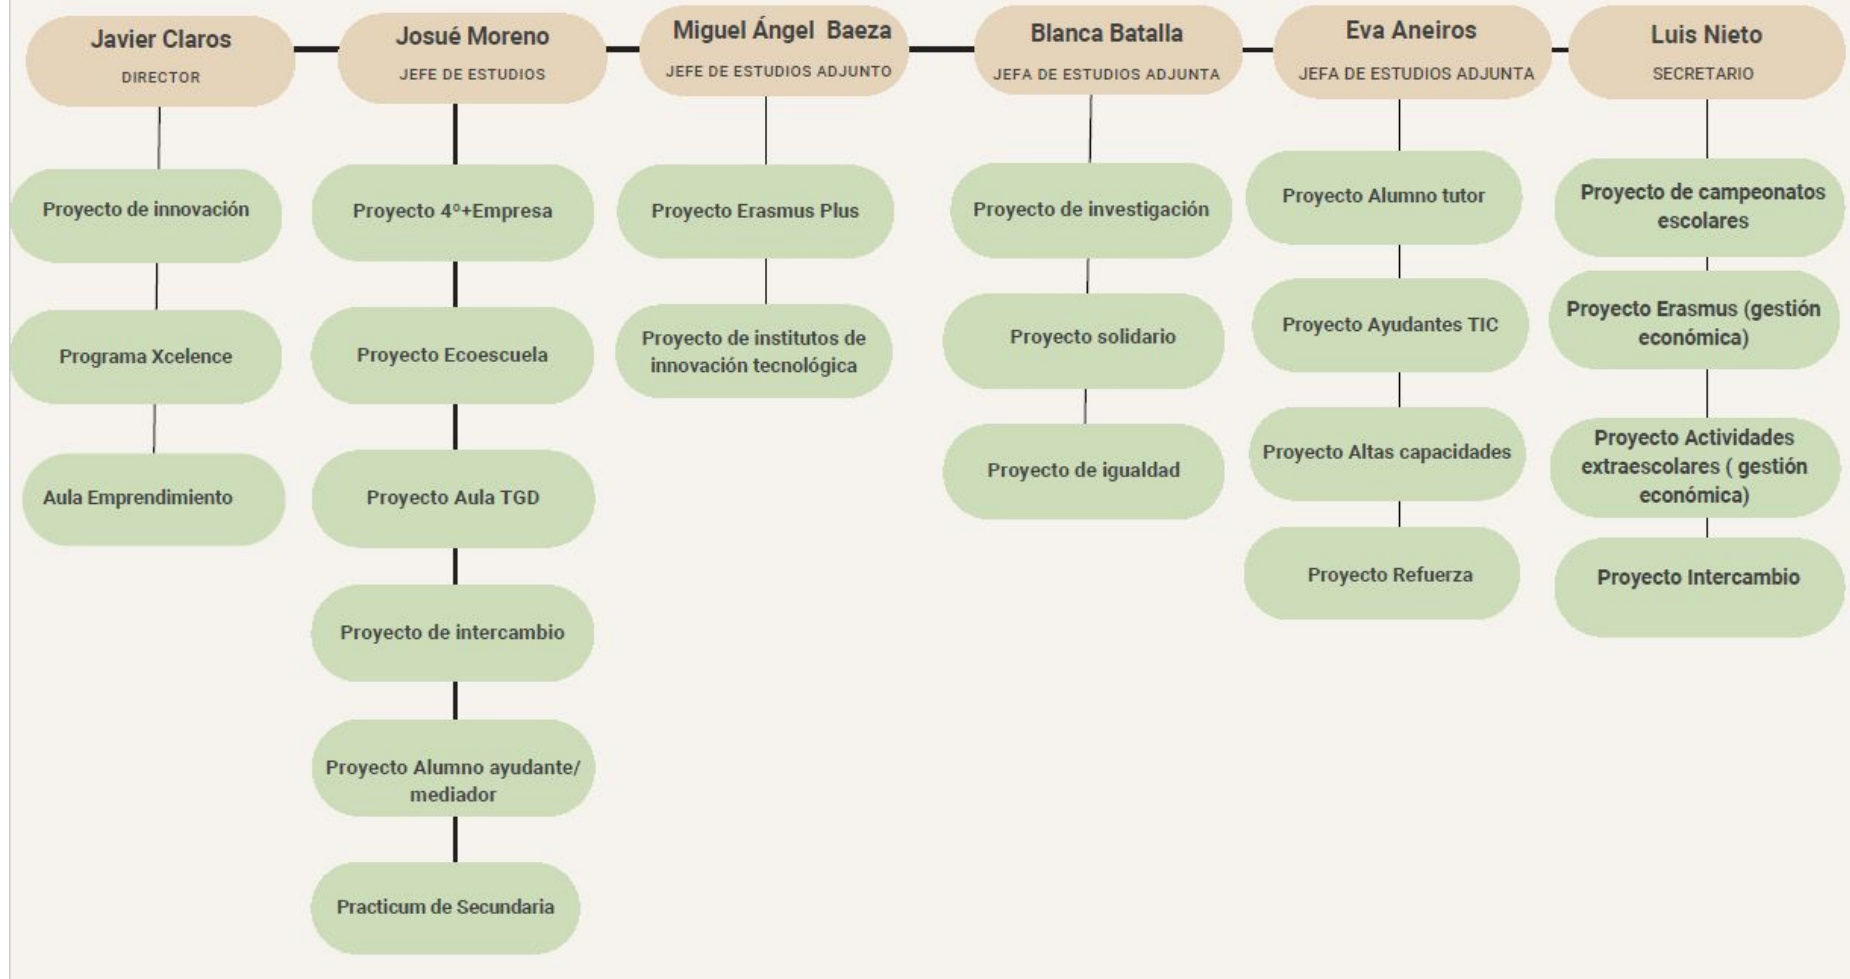 Javier Claros
DIRECTOR
Proyecto de innovación
Programa Xcelence
Aula Emprendimiento
Josué Moreno
JEFE DE ESTUDIOS
Proyecto 4º+Empresa
Proyecto Ecoescuela
Proyecto Aula TGD
Proyecto de intercambio
Proyecto Alumno ayudante/
mediador
Practicum de Secundaria
Miguel Ángel Baeza
JEFE DE ESTUDIOS ADJUNTO
Proyecto Erasmus Plus
Proyecto de institutos de
innovación tecnológica
Blanca Batalla
JEFA DE ESTUDIOS ADJUNTA
Proyecto de investigación
Proyecto solidario
Proyecto de igualdad
Eva Aneiros
JEFA DE ESTUDIOS ADJUNTA
Proyecto Alumno tutor
Proyecto Ayudantes TIC
Proyecto Altas capacidades
Proyecto Refuerza
Luis Nieto
SECRETARIO
Proyecto de campeonatos
escolares
Proyecto Erasmus (gestión
económica)
Proyecto Actividades
extraescolares ( gestión
económica)
Proyecto Intercambio